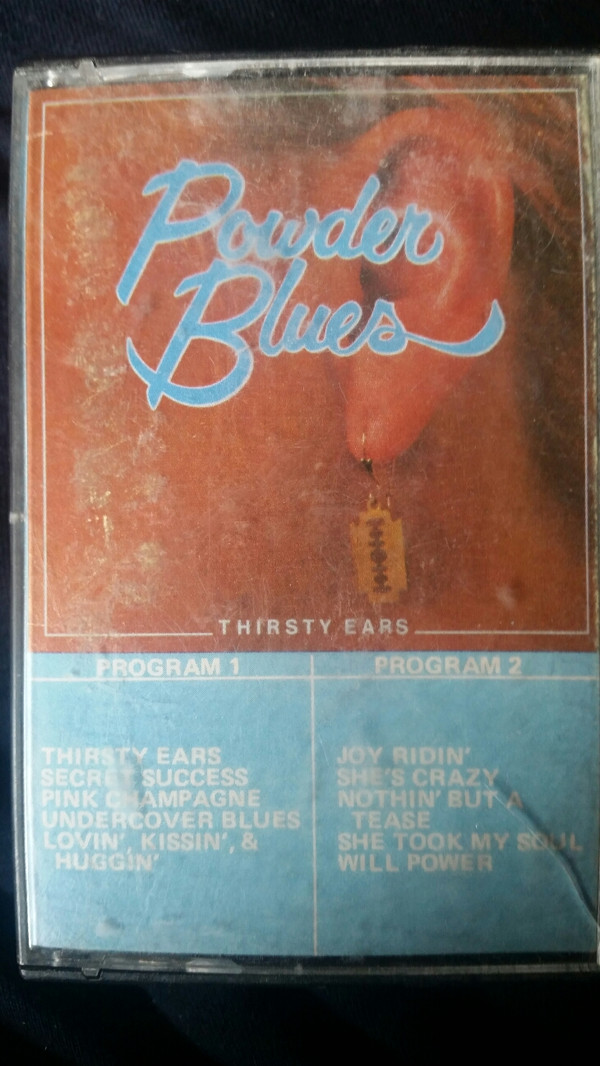 Powder
Blues
THIRSTY EARS
PROGRAM 1
THIRSTY EARS
SECRET SUCCESS
PINK CHAMPAGNE
UNDERCOVER BLUES
LOVIN', KISSIN', &
HUGGIN'
PROGRAM 2
JOY RIDIN'
SHE'S CRAZY
NOTHIN' BUT A
TEASE
SHE TOOK MY SOUL
WILL POWER